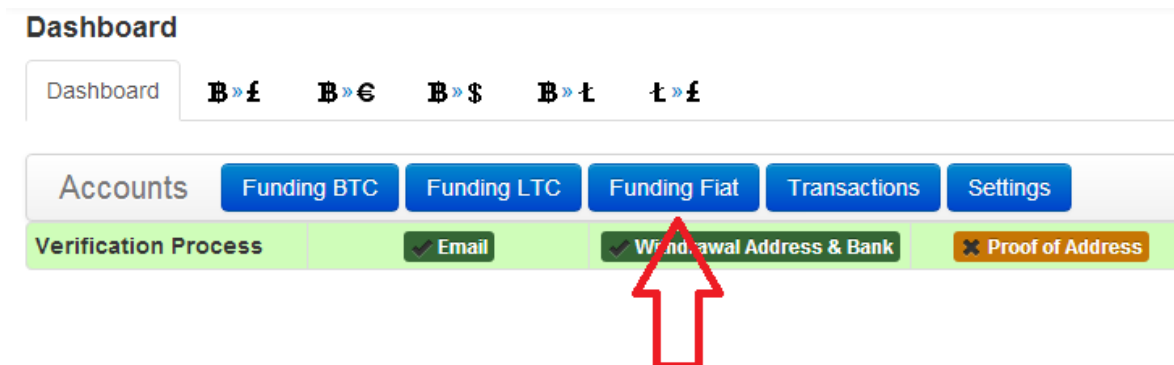 Dashboard
Dashboard ฿ » £ ฿ » € ฿ » $ ฿ » Ł Ł » £
Accounts Funding BTC Funding LTC Funding Fiat Transactions Settings
Verification Process ✔ Email ✔ Withdrawal Address & Bank ✖ Proof of Address